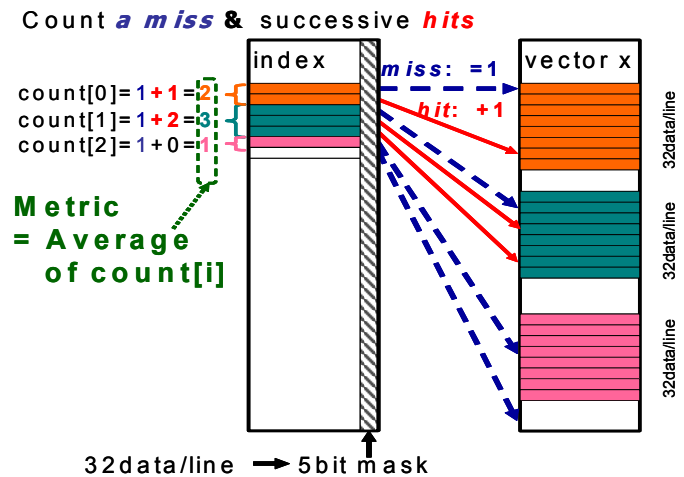 Count a miss & successive hits
index
vector x
miss: =1
count[0]= 1 + 1 = 2
hit: +1
count[1]= 1 + 2 = 3
count[2]= 1 + 0 = 1
32data/line
Metric
= Average
of count[i]
32data/line
32data/line
32data/line → 5bit mask